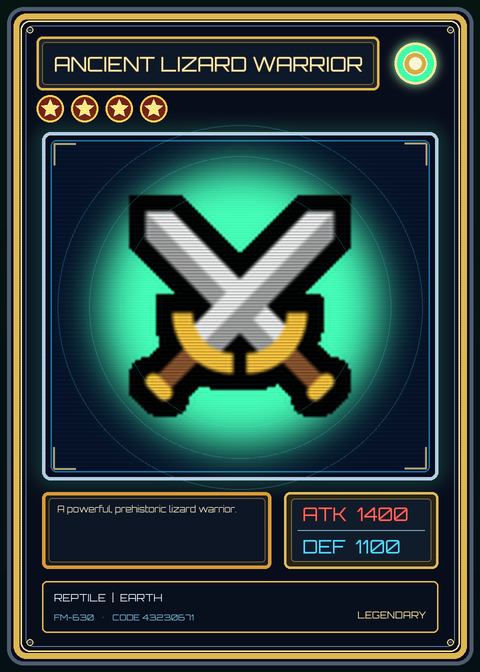 ANCIENT LIZARD WARRIOR
A powerful, prehistoric lizard warrior.
ATK 1400
DEF 1100
REPTILE | EARTH
FM-630 · CODE 43230671
LEGENDARY